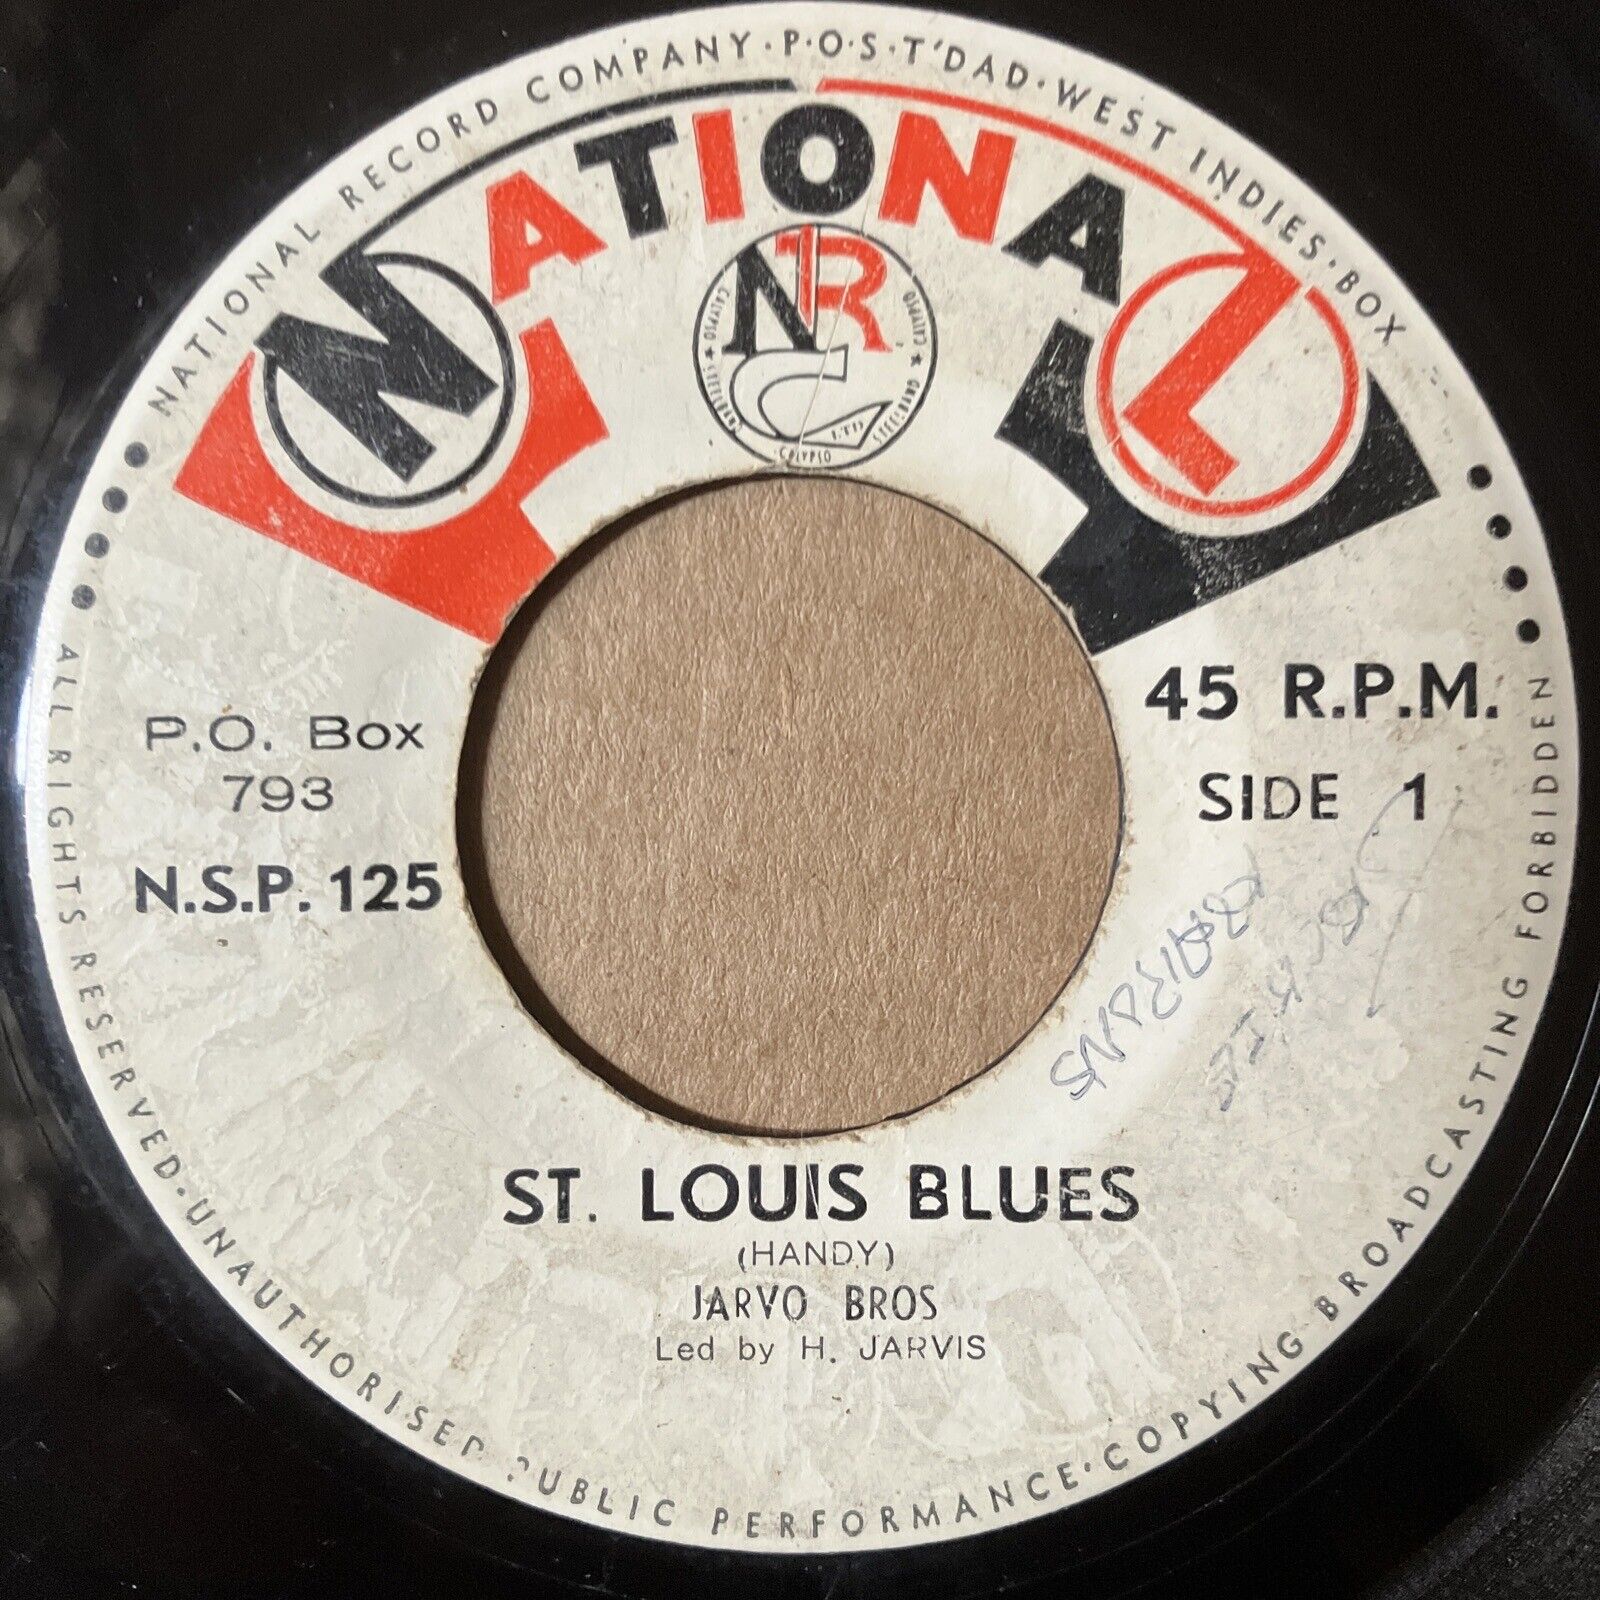 NATIONAL RECORD COMPANY · P·O·S · T'DAD · WEST INDIES · BOX
NATIONAL
NRC
LTD
CALYPSO
P.O. Box
793
N.S.P. 125
45 R.P.M.
SIDE 1
ST. LOUIS BLUES
(HANDY)
JARVO BROS
Led by H. JARVIS
ALL RIGHTS RESERVED · UNAUTHORISED PUBLIC PERFORMANCE · COPYING BROADCASTING FORBIDDEN